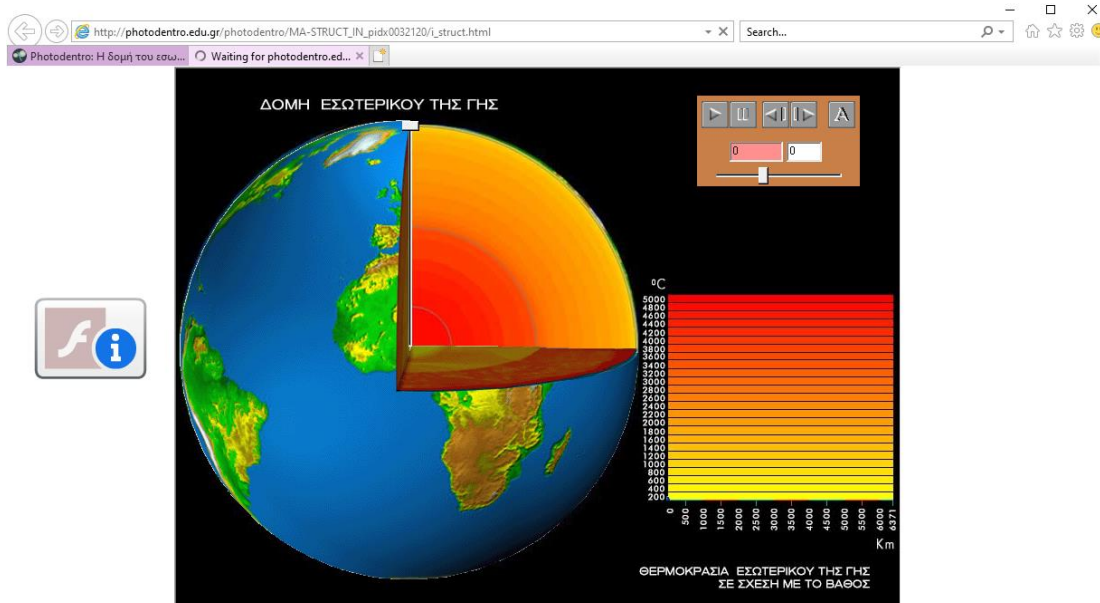 http://photodentro.edu.gr/photodentro/MA-STRUCT_IN_pidx0032120/i_struct.html
Search...
Photodentro: Η δομή του εσω...
Waiting for photodentro.ed...
ΔΟΜΗ ΕΣΩΤΕΡΙΚΟΥ ΤΗΣ ΓΗΣ
A
0 0
ºC
5000
4800
4600
4400
4200
4000
3800
3600
3400
3200
3000
2800
2600
2400
2200
2000
1800
1600
1400
1200
1000
800
600
400
200
0 500 1000 1500 2000 2500 3000 3500 4000 4500 5000 5500 6000 6371
Km
ΘΕΡΜΟΚΡΑΣΙΑ ΕΣΩΤΕΡΙΚΟΥ ΤΗΣ ΓΗΣ
ΣΕ ΣΧΕΣΗ ΜΕ ΤΟ ΒΑΘΟΣ